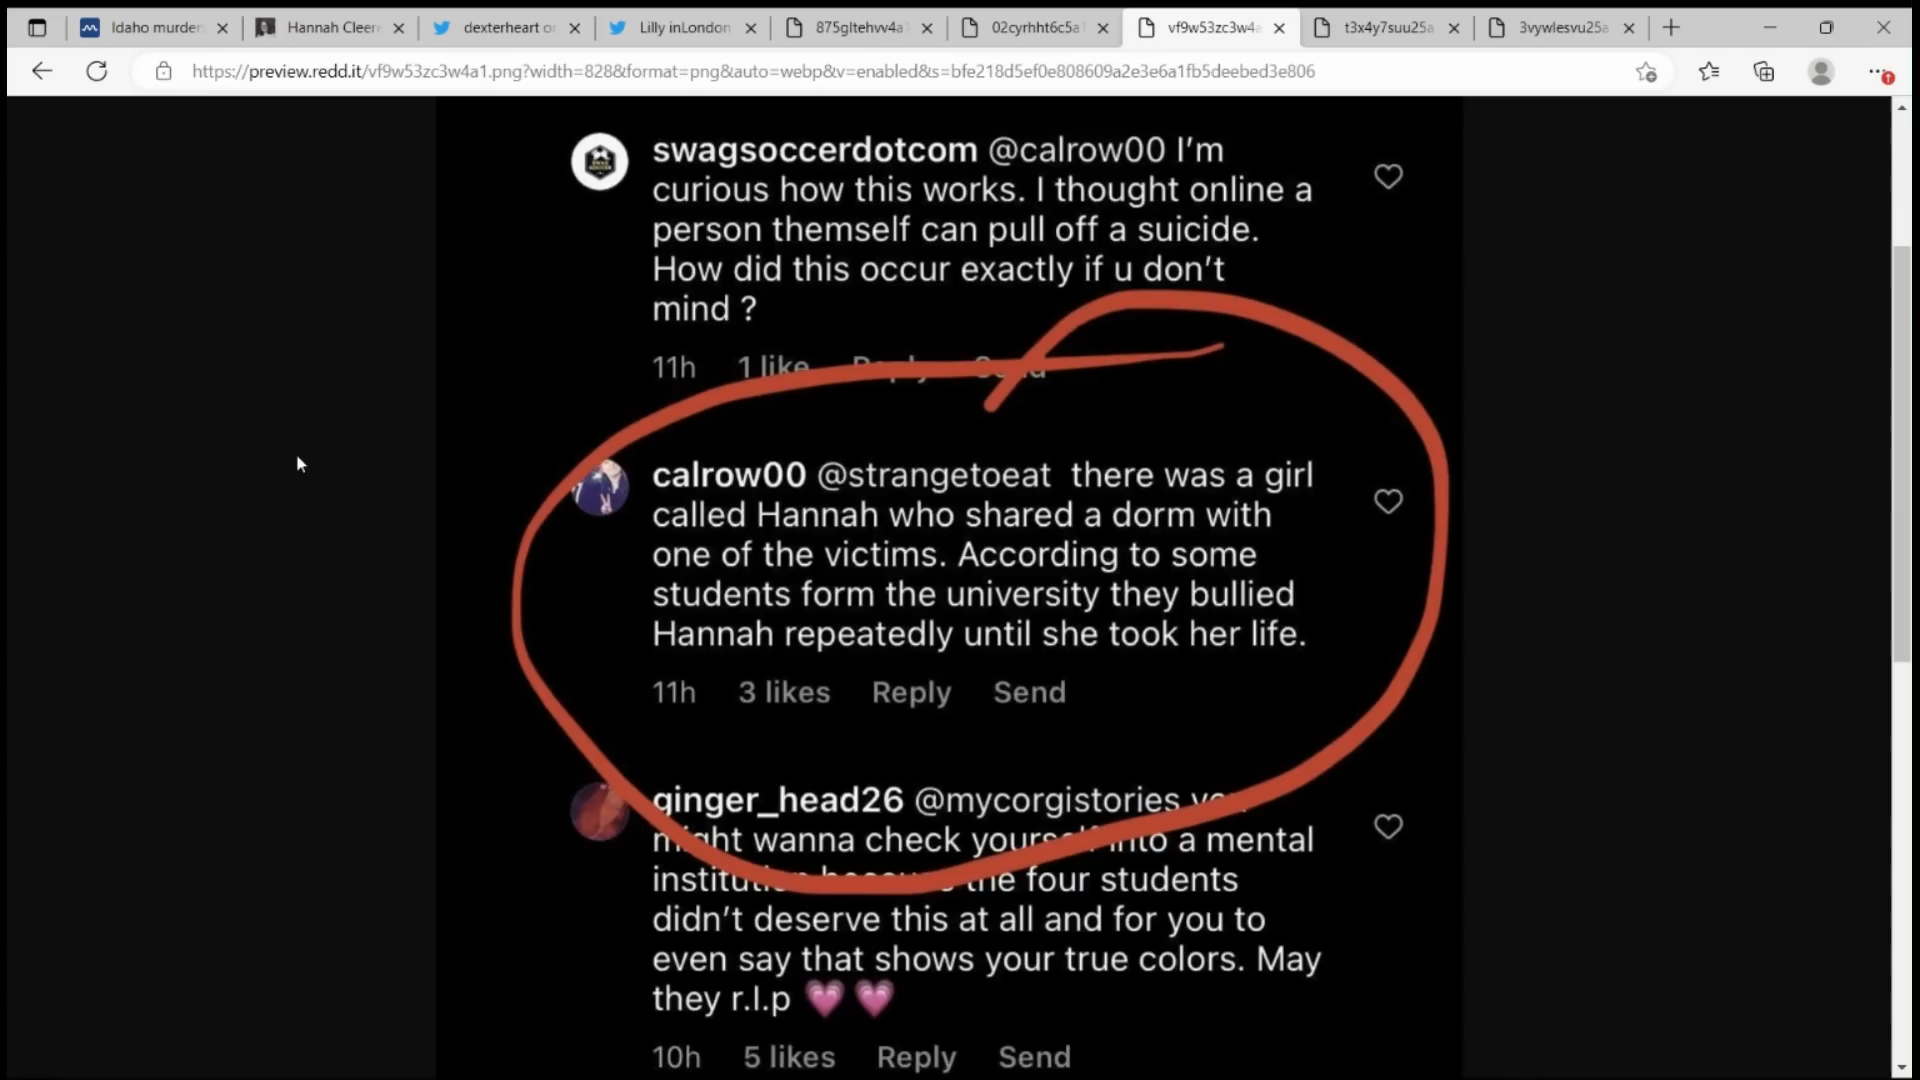 Idaho murder
Hannah Cleer
dexterheart o
Lilly inLondon
875gltehvv4a
02cyrhht6c5a
vf9w53zc3w4a
t3x4y7suu25a
3vywlesvu25a
https://preview.redd.it/vf9w53zc3w4a1.png?width=828&format=png&auto=webp&v=enabled&s=bfe218d5ef0e808609a2e3e6a1fb5deebed3e806
swagsoccerdotcom @calrow00 I'm
curious how this works. I thought online a
person themself can pull off a suicide.
How did this occur exactly if u don't
mind ?
11h 1 like Reply Send
calrow00 @strangetoeat there was a girl
called Hannah who shared a dorm with
one of the victims. According to some
students form the university they bullied
Hannah repeatedly until she took her life.
11h 3 likes Reply Send
ginger_head26 @mycorgistories you
might wanna check yourself into a mental
institution because the four students
didn't deserve this at all and for you to
even say that shows your true colors. May
they r.I.p
10h 5 likes Reply Send